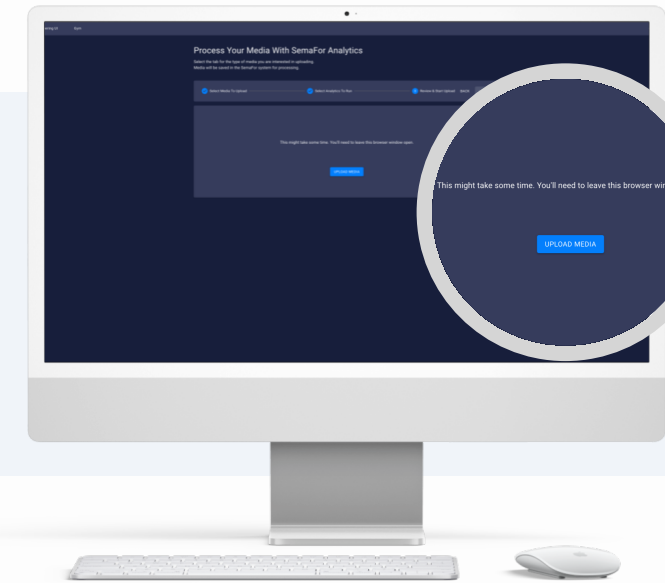 Process Your Media With SemaFor Analytics
Select the tab for the type of media you are interested in uploading.
Media will be saved in the SemaFor system for processing.
Select Media To Upload
Select Analytics To Run
Review & Start Upload
BACK
This might take some time. You'll need to leave this browser window open.
UPLOAD MEDIA
This might take some time. You'll need to leave this browser
UPLOAD MEDIA